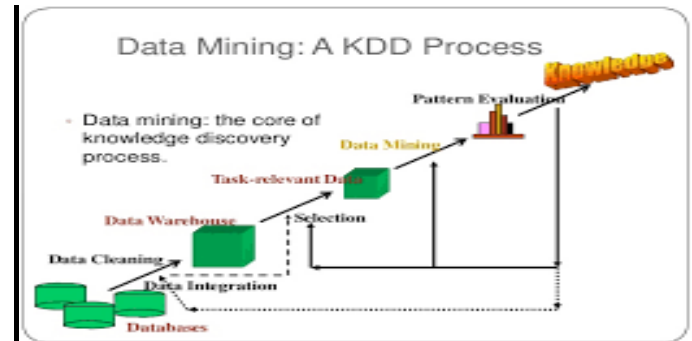 Data Mining: A KDD Process
Knowledge
Pattern Evaluation
- Data mining: the core of
knowledge discovery
process.
Data Mining
Task-relevant Data
Data Warehouse
Selection
Data Cleaning
Data Integration
Databases